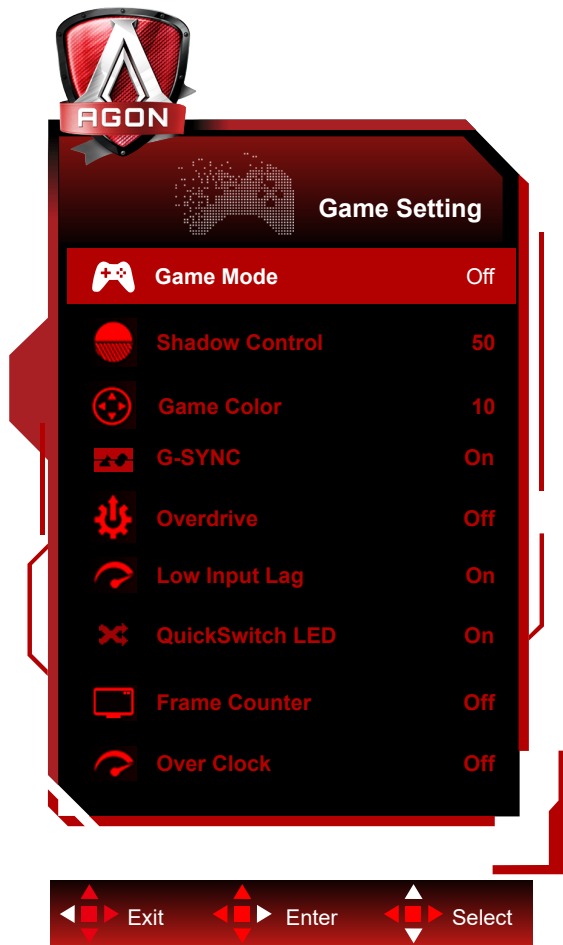 AGON
Game Setting
Game Mode Off
Shadow Control 50
Game Color 10
G-SYNC On
Overdrive Off
Low Input Lag On
QuickSwitch LED On
Frame Counter Off
Over Clock Off
Exit Enter Select